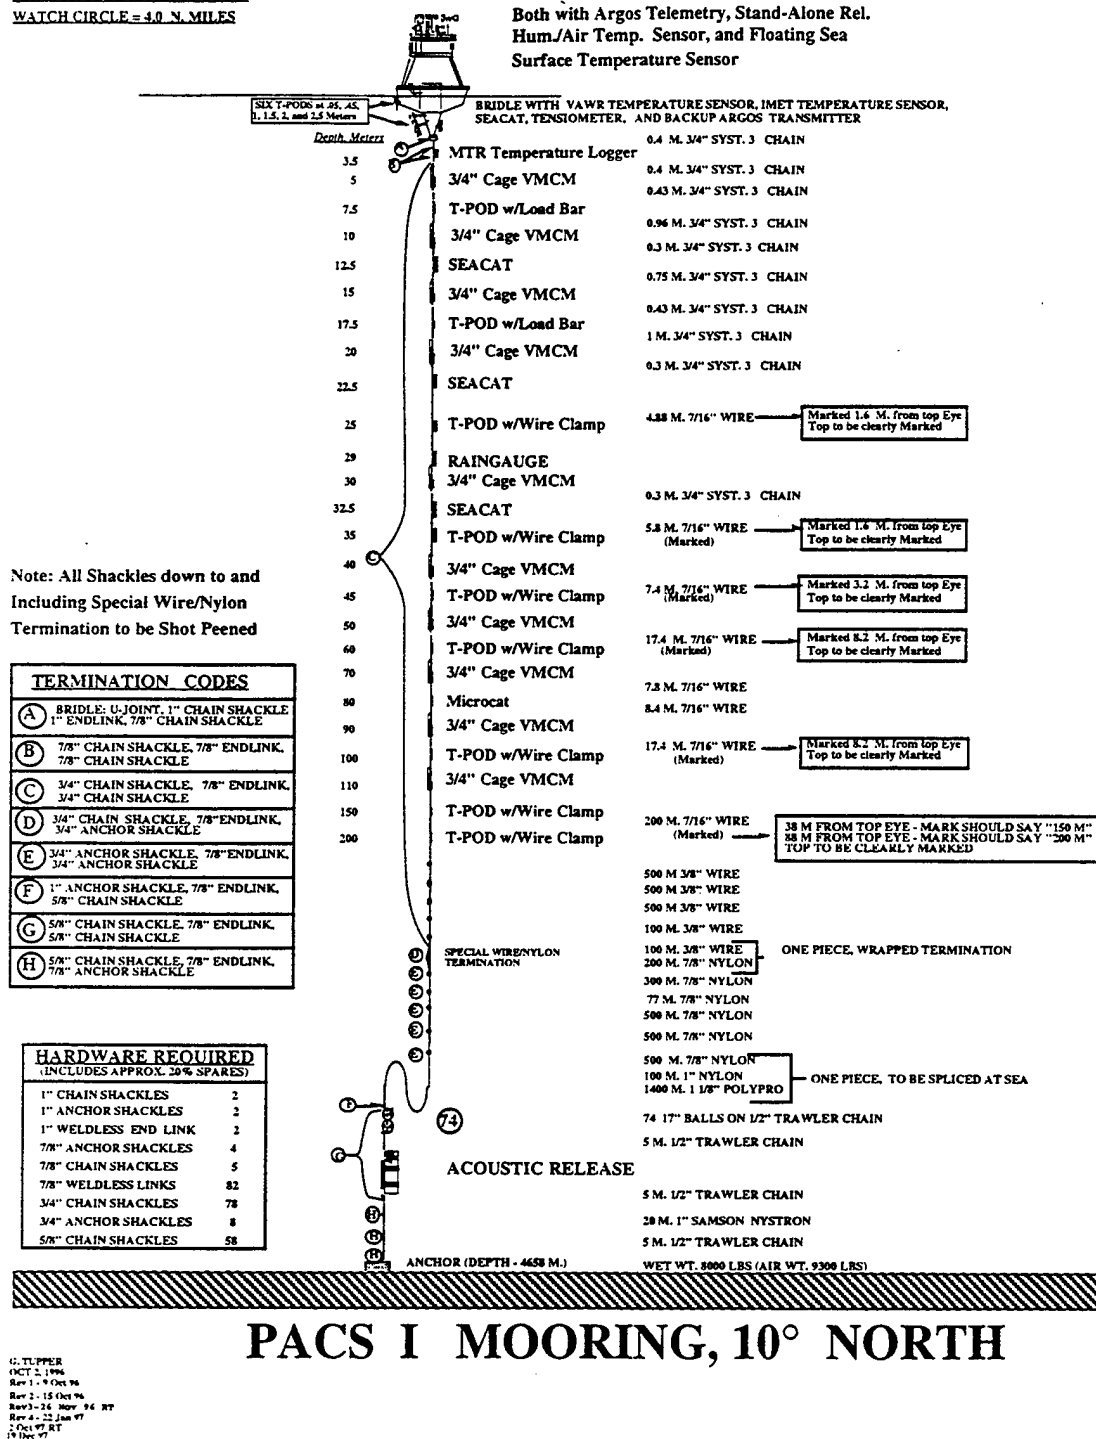 WATCH CIRCLE = 4.0 N. MILES
Both with Argos Telemetry, Stand-Alone Rel.
Hum./Air Temp. Sensor, and Floating Sea
Surface Temperature Sensor
SIX T-PODS at .05, .45,
1, 1.5, 2, and 2.5 Meters
BRIDLE WITH VAWR TEMPERATURE SENSOR, IMET TEMPERATURE SENSOR,
SEACAT, TENSIOMETER, AND BACKUP ARGOS TRANSMITTER
Depth, Meters
0.4 M. 3/4" SYST. 3 CHAIN
A
3.5 MTR Temperature Logger
B
0.4 M. 3/4" SYST. 3 CHAIN
5 3/4" Cage VMCM
0.43 M. 3/4" SYST. 3 CHAIN
7.5 T-POD w/Load Bar
0.96 M. 3/4" SYST. 3 CHAIN
10 3/4" Cage VMCM
0.3 M. 3/4" SYST. 3 CHAIN
12.5 SEACAT
0.75 M. 3/4" SYST. 3 CHAIN
15 3/4" Cage VMCM
0.43 M. 3/4" SYST. 3 CHAIN
17.5 T-POD w/Load Bar
1 M. 3/4" SYST. 3 CHAIN
20 3/4" Cage VMCM
0.3 M. 3/4" SYST. 3 CHAIN
22.5 SEACAT
25 T-POD w/Wire Clamp
4.88 M. 7/16" WIRE
Marked 1.6 M. from top Eye
Top to be clearly Marked
29 RAINGAUGE
30 3/4" Cage VMCM
0.3 M. 3/4" SYST. 3 CHAIN
32.5 SEACAT
35 T-POD w/Wire Clamp
5.8 M. 7/16" WIRE
(Marked)
Marked 1.6 M. from top Eye
Top to be clearly Marked
C
40 3/4" Cage VMCM
45 T-POD w/Wire Clamp
7.4 M. 7/16" WIRE
(Marked)
Marked 3.2 M. from top Eye
Top to be clearly Marked
50 3/4" Cage VMCM
60 T-POD w/Wire Clamp
17.4 M. 7/16" WIRE
(Marked)
Marked 8.2 M. from top Eye
Top to be clearly Marked
70 3/4" Cage VMCM
7.8 M. 7/16" WIRE
80 Microcat
8.4 M. 7/16" WIRE
90 3/4" Cage VMCM
100 T-POD w/Wire Clamp
17.4 M. 7/16" WIRE
(Marked)
Marked 8.2 M. from top Eye
Top to be clearly Marked
110 3/4" Cage VMCM
150 T-POD w/Wire Clamp
200 T-POD w/Wire Clamp
200 M. 7/16" WIRE
(Marked)
38 M FROM TOP EYE - MARK SHOULD SAY "150 M"
88 M FROM TOP EYE - MARK SHOULD SAY "200 M"
TOP TO BE CLEARLY MARKED
500 M 3/8" WIRE
500 M 3/8" WIRE
500 M 3/8" WIRE
100 M. 3/8" WIRE
D
SPECIAL WIRE/NYLON
TERMINATION
100 M. 3/8" WIRE
200 M. 7/8" NYLON
ONE PIECE, WRAPPED TERMINATION
E
300 M. 7/8" NYLON
E
77 M. 7/8" NYLON
E
500 M. 7/8" NYLON
E
500 M. 7/8" NYLON
E
500 M. 7/8" NYLON
100 M. 1" NYLON
1400 M. 1 1/8" POLYPRO
ONE PIECE, TO BE SPLICED AT SEA
F
74
74 17" BALLS ON 1/2" TRAWLER CHAIN
5 M. 1/2" TRAWLER CHAIN
G
ACOUSTIC RELEASE
5 M. 1/2" TRAWLER CHAIN
H
20 M. 1" SAMSON NYSTRON
H
5 M. 1/2" TRAWLER CHAIN
H
ANCHOR (DEPTH - 4658 M.)
WET WT. 8000 LBS (AIR WT. 9300 LBS)
Note: All Shackles down to and
Including Special Wire/Nylon
Termination to be Shot Peened
TERMINATION CODES
A BRIDLE: U-JOINT, 1" CHAIN SHACKLE
1" ENDLINK, 7/8" CHAIN SHACKLE
B 7/8" CHAIN SHACKLE, 7/8" ENDLINK,
7/8" CHAIN SHACKLE
C 3/4" CHAIN SHACKLE, 7/8" ENDLINK,
3/4" CHAIN SHACKLE
D 3/4" CHAIN SHACKLE, 7/8"ENDLINK,
3/4" ANCHOR SHACKLE
E 3/4" ANCHOR SHACKLE, 7/8"ENDLINK,
3/4" ANCHOR SHACKLE
F 1" ANCHOR SHACKLE, 7/8" ENDLINK,
5/8" CHAIN SHACKLE
G 5/8" CHAIN SHACKLE, 7/8" ENDLINK,
5/8" CHAIN SHACKLE
H 5/8" CHAIN SHACKLE, 7/8" ENDLINK,
7/8" ANCHOR SHACKLE
HARDWARE REQUIRED
(INCLUDES APPROX. 20% SPARES)
1" CHAIN SHACKLES 2
1" ANCHOR SHACKLES 2
1" WELDLESS END LINK 2
7/8" ANCHOR SHACKLES 4
7/8" CHAIN SHACKLES 5
7/8" WELDLESS LINKS 82
3/4" CHAIN SHACKLES 78
3/4" ANCHOR SHACKLES 8
5/8" CHAIN SHACKLES 58
PACS I MOORING, 10° NORTH
G. TUPPER
OCT 2, 1996
Rev 1 - 9 Oct 96
Rev 2 - 15 Oct 96
Rev3-26 Nov 96 RT
Rev 4 - 22 Jan 97
2 Oct 97 RT
19 Dec 97